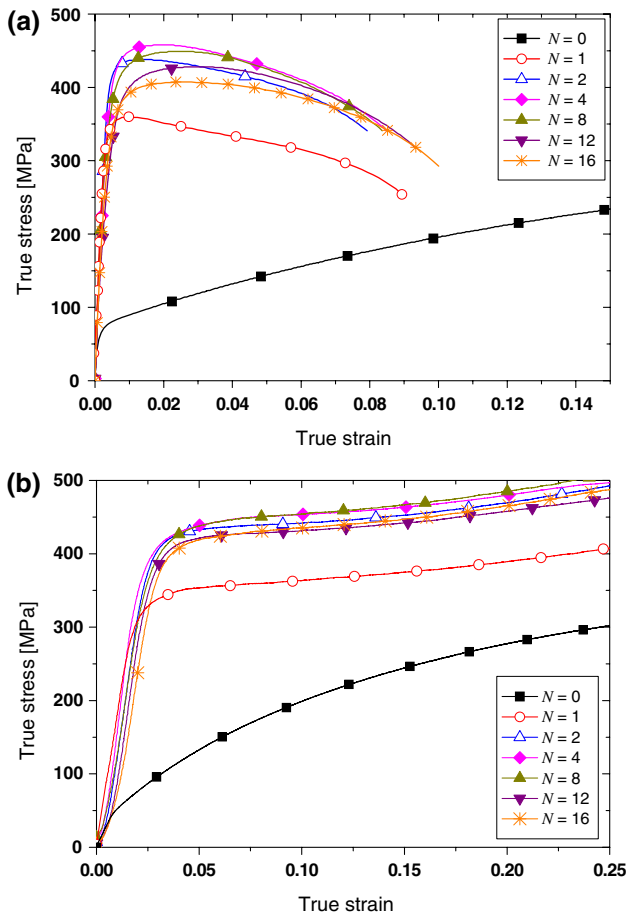 (a)
500
400
300
200
100
0
True stress [MPa]
0.00 0.02 0.04 0.06 0.08 0.10 0.12 0.14
True strain
N = 0
N = 1
N = 2
N = 4
N = 8
N = 12
N = 16
(b)
500
400
300
200
100
0
True stress [MPa]
0.00 0.05 0.10 0.15 0.20 0.25
True strain
N = 0
N = 1
N = 2
N = 4
N = 8
N = 12
N = 16